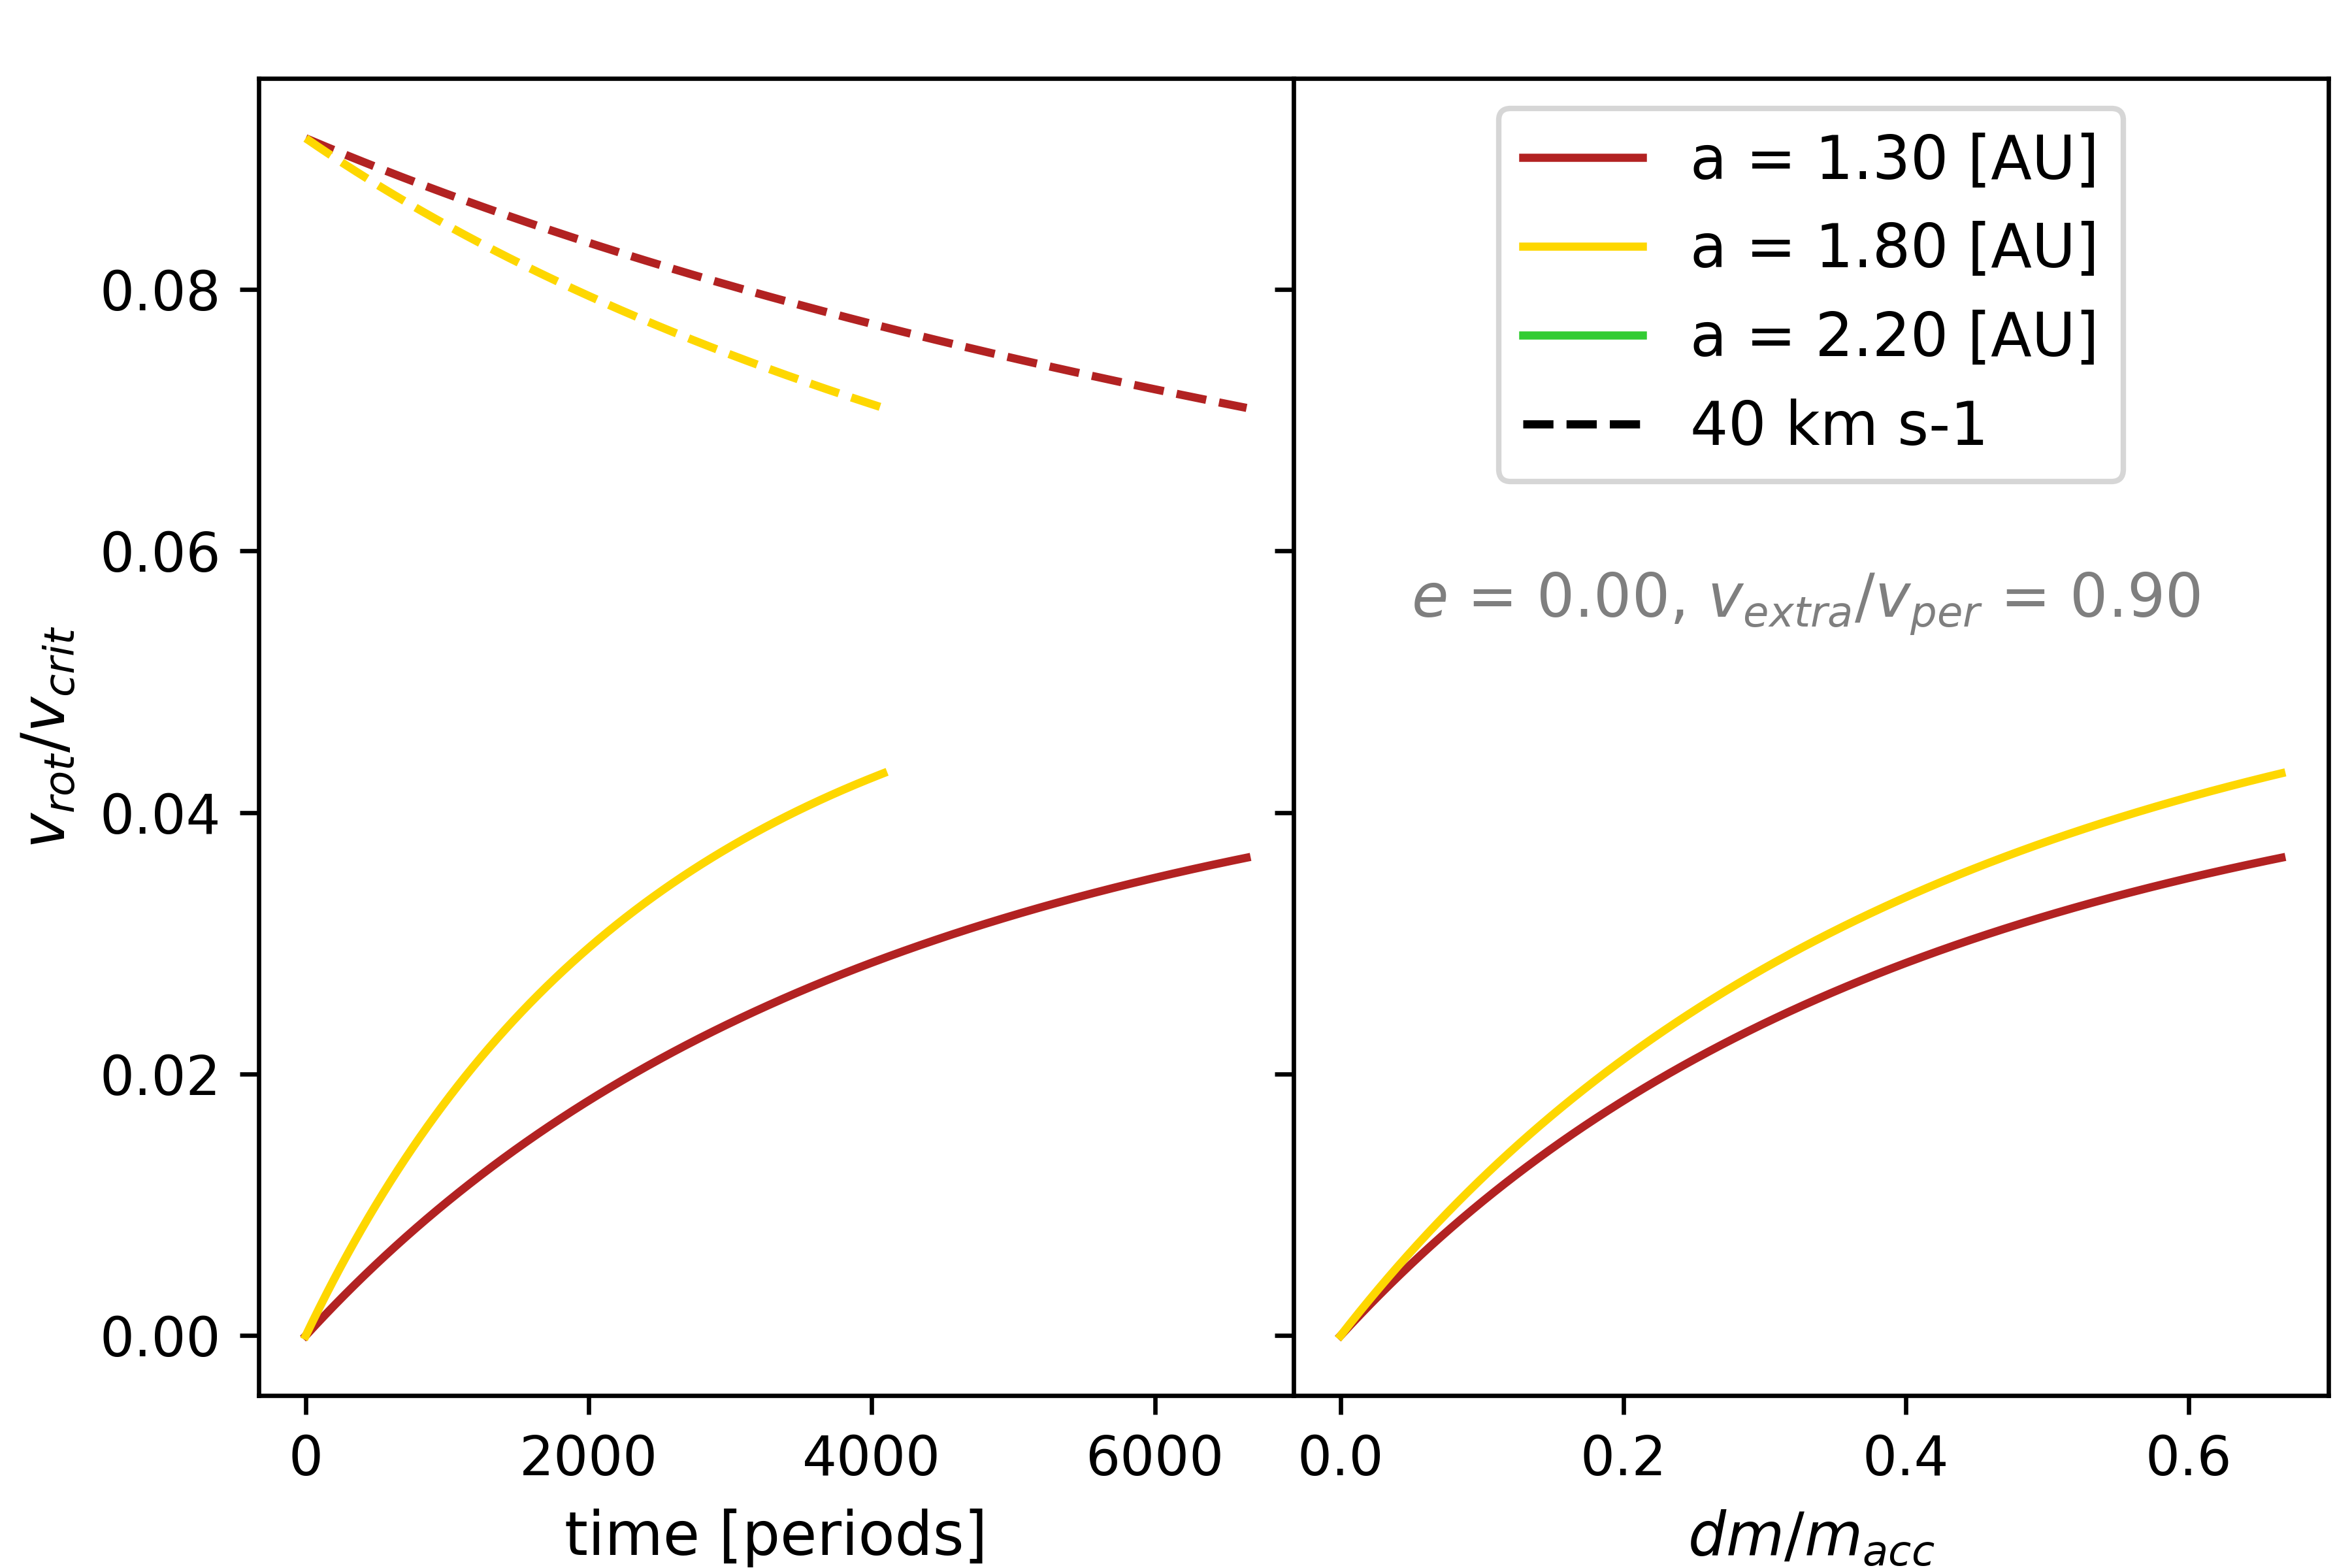 a = 1.30 [AU]
a = 1.80 [AU]
a = 2.20 [AU]
40 km s-1
e = 0.00, v_extra/v_per = 0.90
v_rot/v_crit
0.08
0.06
0.04
0.02
0.00
0 2000 4000 6000
0.0 0.2 0.4 0.6
time [periods]
dm/m_acc